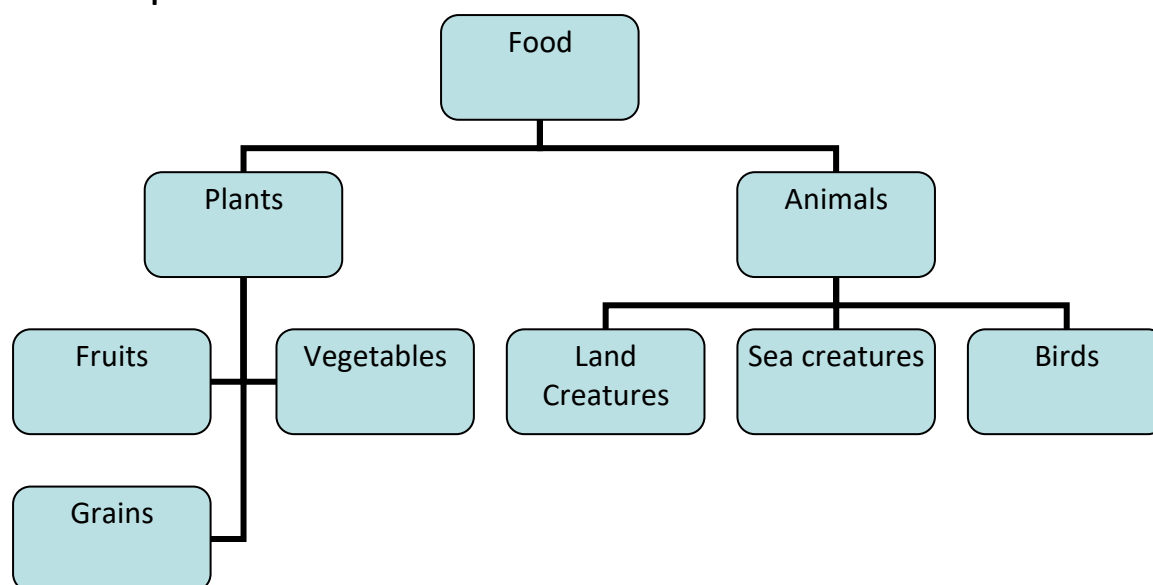 Food
Plants
Animals
Fruits
Vegetables
Land
Creatures
Sea creatures
Birds
Grains